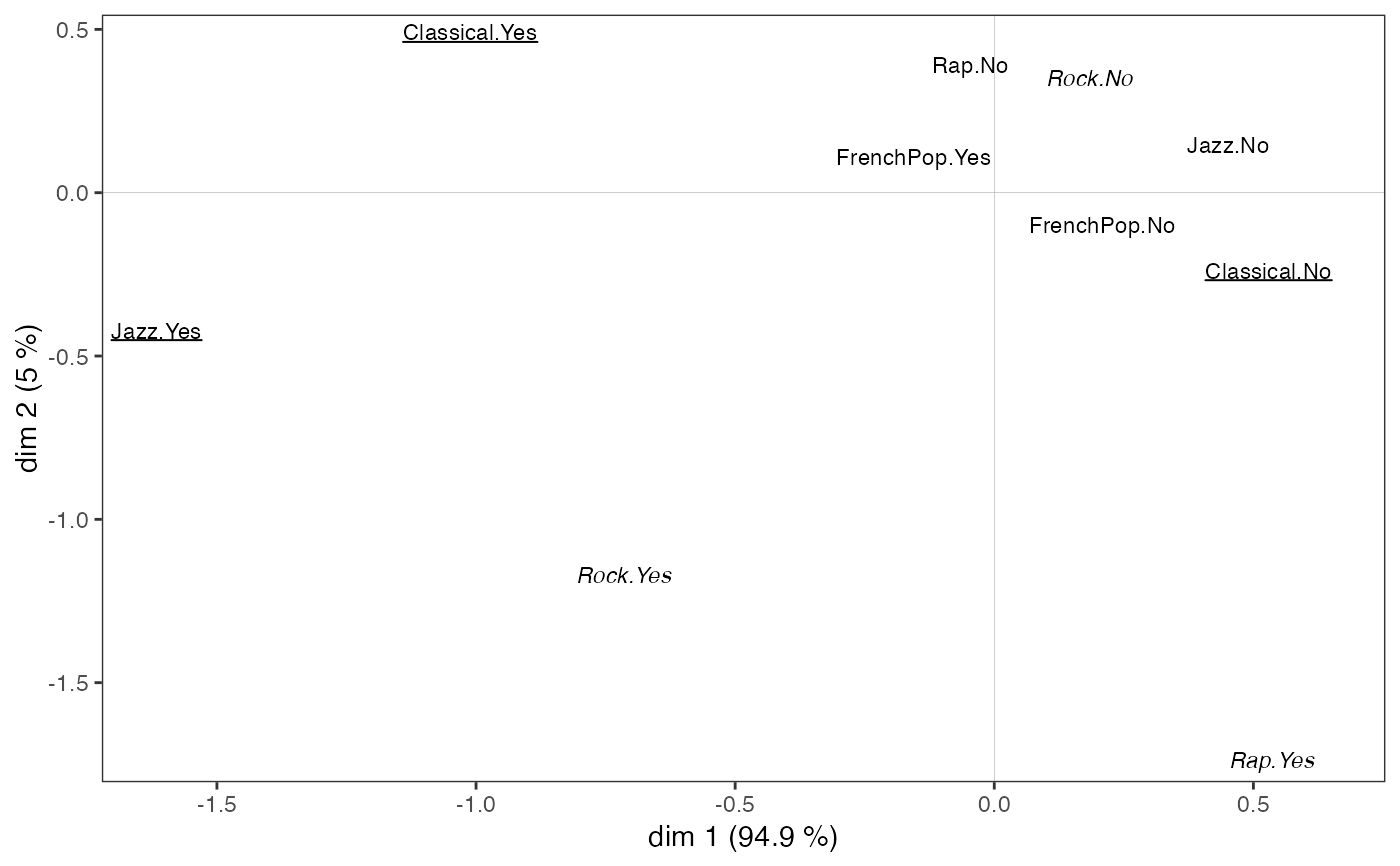 0.5
Classical.Yes
Rap.No
Rock.No
Jazz.No
FrenchPop.Yes
0.0
FrenchPop.No
Classical.No
Jazz.Yes
-0.5
dim 2 (5 %)
-1.0
Rock.Yes
-1.5
Rap.Yes
-1.5 -1.0 -0.5 0.0 0.5
dim 1 (94.9 %)